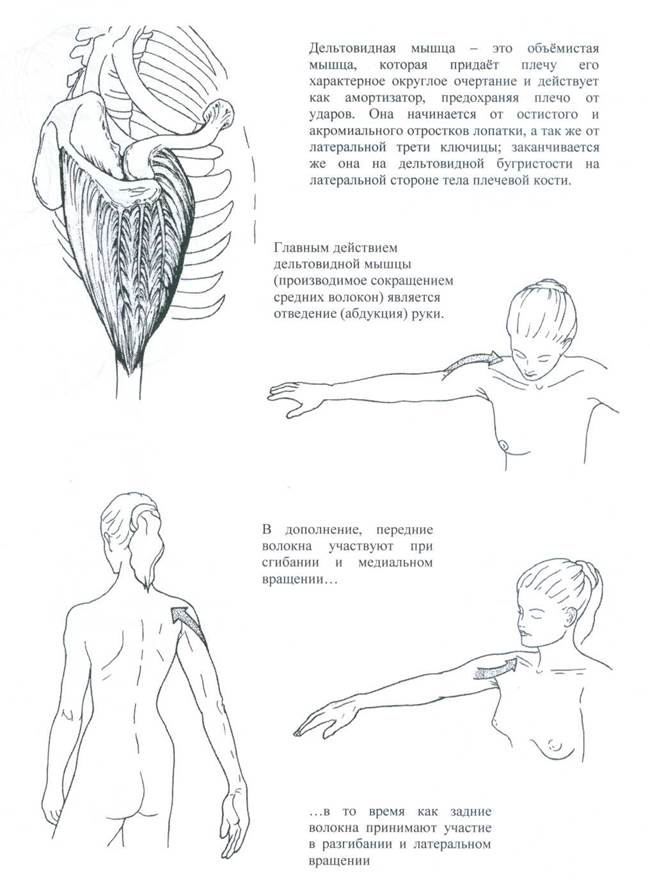 Дельтовидная мышца – это объёмистая
мышца, которая придаёт плечу его
характерное округлое очертание и действует
как амортизатор, предохраняя плечо от
ударов. Она начинается от остистого и
акромиального отростков лопатки, а так же от
латеральной трети ключицы; заканчивается
же она на дельтовидной бугристости на
латеральной стороне тела плечевой кости.
Главным действием
дельтовидной мышцы
(производимое сокращением
средних волокон) является
отведение (абдукция) руки.
В дополнение, передние
волокна участвуют при
сгибании и медиальном
вращении…
…в то время как задние
волокна принимают участие
в разгибании и латеральном
вращении